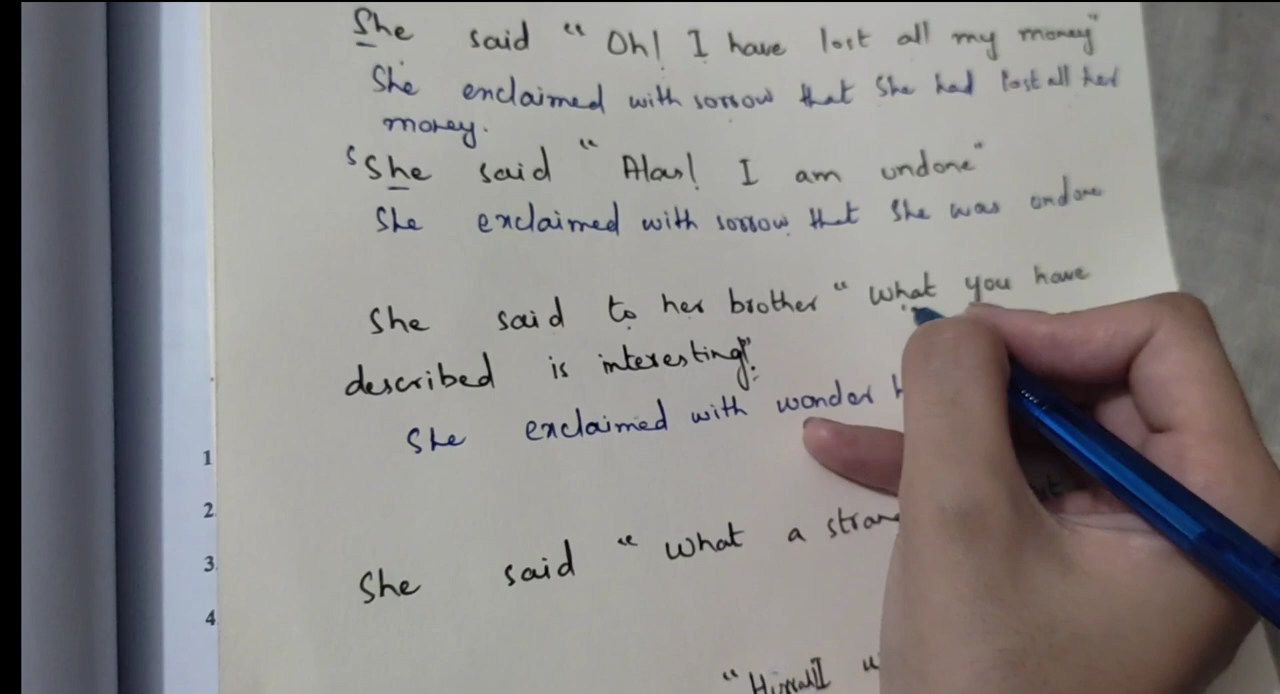 She said “ Oh! I have lost all my money”
She enclaimed with sorrow that She had lost all her
money.
She said “ Alas! I am undone”
She exclaimed with sorrow that She was undone
She said to her brother “ what you have
described is interesting!”
She exclaimed with wonder
1
2
She said “ what a
3
4